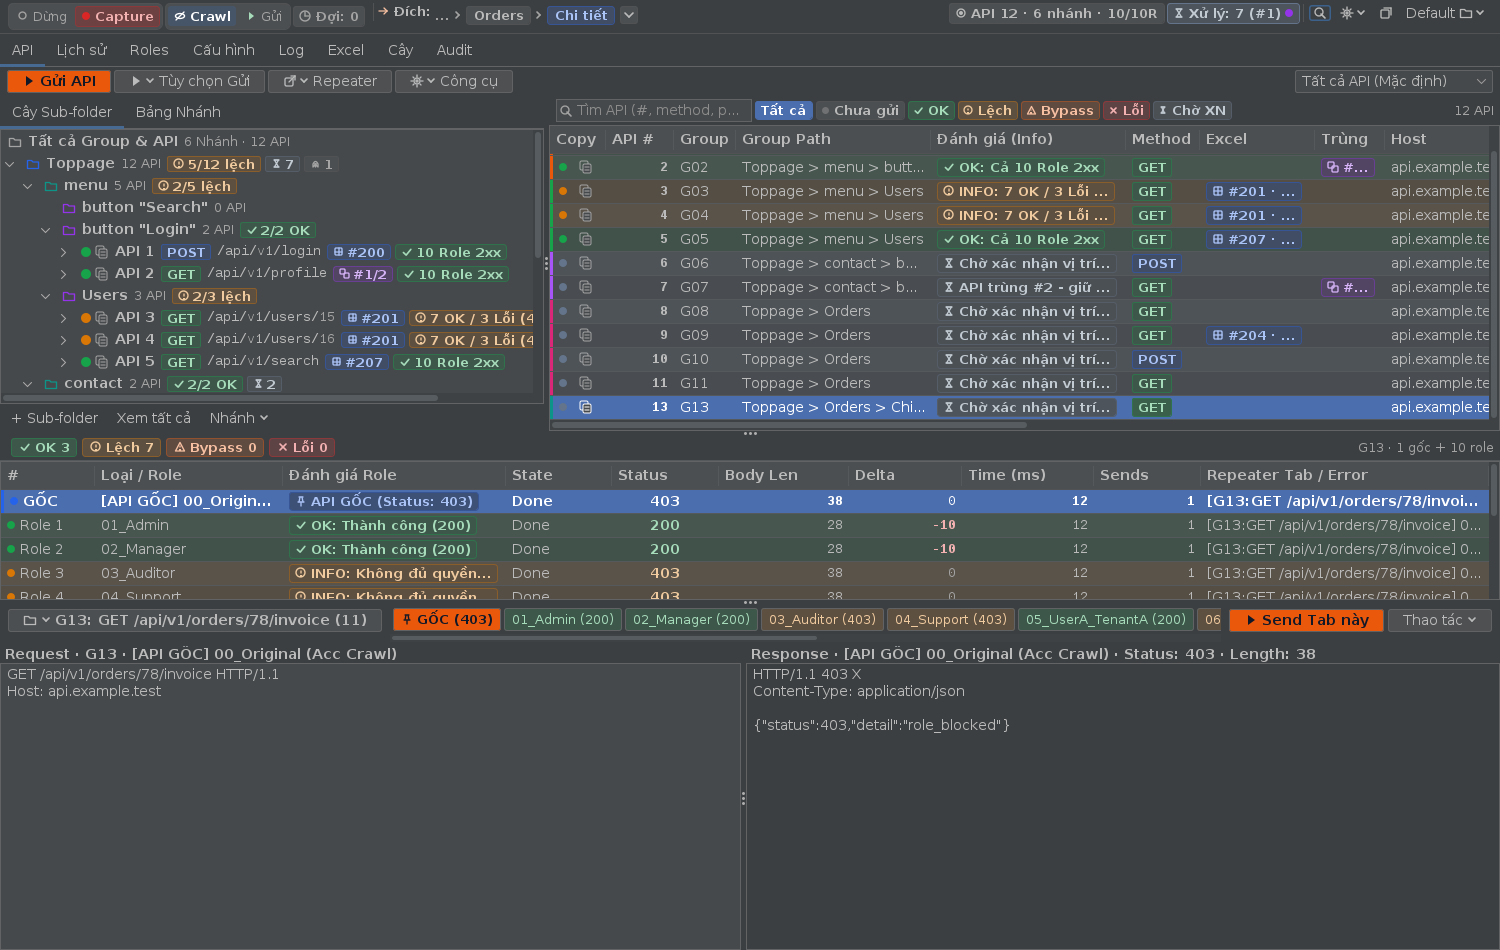 Dừng Capture Crawl Gửi Đợi: 0 Đích: ... Orders Chi tiết API 12 · 6 nhánh · 10/10R Xử lý: 7 (#1) Default
API Lịch sử Roles Cấu hình Log Excel Cây Audit
Gửi API Tùy chọn Gửi Repeater Công cụ Tất cả API (Mặc định)
Cây Sub-folder Bảng Nhánh
Tất cả Group & API 6 Nhánh · 12 API
Toppage 12 API 5/12 lệch 7 1
menu 5 API 2/5 lệch
button "Search" 0 API
button "Login" 2 API 2/2 OK
API 1 POST /api/v1/login #200 10 Role 2xx
API 2 GET /api/v1/profile #1/2 10 Role 2xx
Users 3 API 2/3 lệch
API 3 GET /api/v1/users/15 #201 7 OK / 3 Lỗi (4
API 4 GET /api/v1/users/16 #201 7 OK / 3 Lỗi (4
API 5 GET /api/v1/search #207 10 Role 2xx
contact 2 API 2/2 OK 2
+ Sub-folder Xem tất cả Nhánh
Tìm API (#, method, p... Tất cả Chưa gửi OK Lệch Bypass Lỗi Chờ XN 12 API
Copy API # Group Group Path Đánh giá (Info) Method Excel Trùng Host
2 G02 Toppage > menu > butt... OK: Cả 10 Role 2xx GET #... api.example.te
3 G03 Toppage > menu > Users INFO: 7 OK / 3 Lỗi ... GET #201 · ... api.example.te
4 G04 Toppage > menu > Users INFO: 7 OK / 3 Lỗi ... GET #201 · ... api.example.te
5 G05 Toppage > menu > Users OK: Cả 10 Role 2xx GET #207 · ... api.example.te
6 G06 Toppage > contact > b... Chờ xác nhận vị trí... POST api.example.te
7 G07 Toppage > contact > b... API trùng #2 - giữ ... GET #... api.example.te
8 G08 Toppage > Orders Chờ xác nhận vị trí... GET api.example.te
9 G09 Toppage > Orders Chờ xác nhận vị trí... GET #204 · ... api.example.te
10 G10 Toppage > Orders Chờ xác nhận vị trí... POST api.example.te
11 G11 Toppage > Orders Chờ xác nhận vị trí... GET api.example.te
13 G13 Toppage > Orders > Chi... Chờ xác nhận vị trí... GET api.example.te
OK 3 Lệch 7 Bypass 0 Lỗi 0 G13 · 1 gốc + 10 role
# Loại / Role Đánh giá Role State Status Body Len Delta Time (ms) Sends Repeater Tab / Error
GỐC [API GỐC] 00_Origin... API GỐC (Status: 403) Done 403 38 0 12 1 [G13:GET /api/v1/orders/78/invoi...
Role 1 01_Admin OK: Thành công (200) Done 200 28 -10 12 1 [G13:GET /api/v1/orders/78/invoice] 0...
Role 2 02_Manager OK: Thành công (200) Done 200 28 -10 12 1 [G13:GET /api/v1/orders/78/invoice] 0...
Role 3 03_Auditor INFO: Không đủ quyền... Done 403 38 0 12 1 [G13:GET /api/v1/orders/78/invoice] 0...
Role 4 04_Support INFO: Không đủ quyền... Done 403 38 0 12 1 [G13:GET /api/v1/orders/78/invoice] 0...
G13: GET /api/v1/orders/78/invoice (11) GỐC (403) 01_Admin (200) 02_Manager (200) 03_Auditor (403) 04_Support (403) 05_UserA_TenantA (200) 06 Send Tab này Thao tác
Request · G13 · [API GỐC] 00_Original (Acc Crawl)
GET /api/v1/orders/78/invoice HTTP/1.1
Host: api.example.test
Response · [API GỐC] 00_Original (Acc Crawl) · Status: 403 · Length: 38
HTTP/1.1 403 X
Content-Type: application/json
{"status":403,"detail":"role_blocked"}